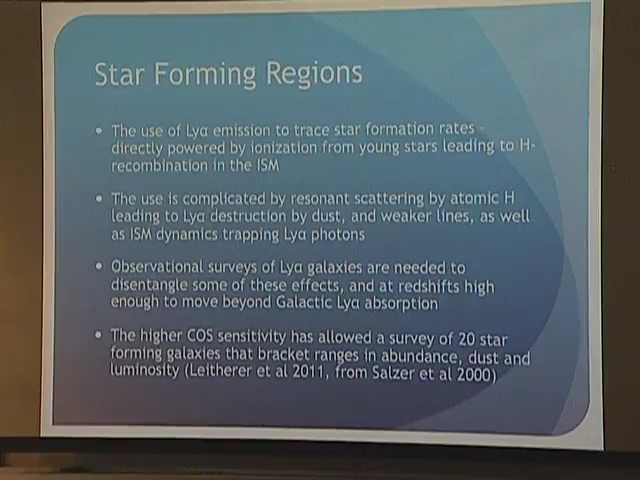 Star Forming Regions
• The use of Lyα emission to trace star formation rates -
directly powered by ionization from young stars leading to H-
recombination in the ISM
• The use is complicated by resonant scattering by atomic H
leading to Lyα destruction by dust, and weaker lines, as well
as ISM dynamics trapping Lyα photons
• Observational surveys of Lyα galaxies are needed to
disentangle some of these effects, and at redshifts high
enough to move beyond Galactic Lyα absorption
• The higher COS sensitivity has allowed a survey of 20 star
forming galaxies that bracket ranges in abundance, dust and
luminosity (Leitherer et al 2011, from Salzer et al 2000)